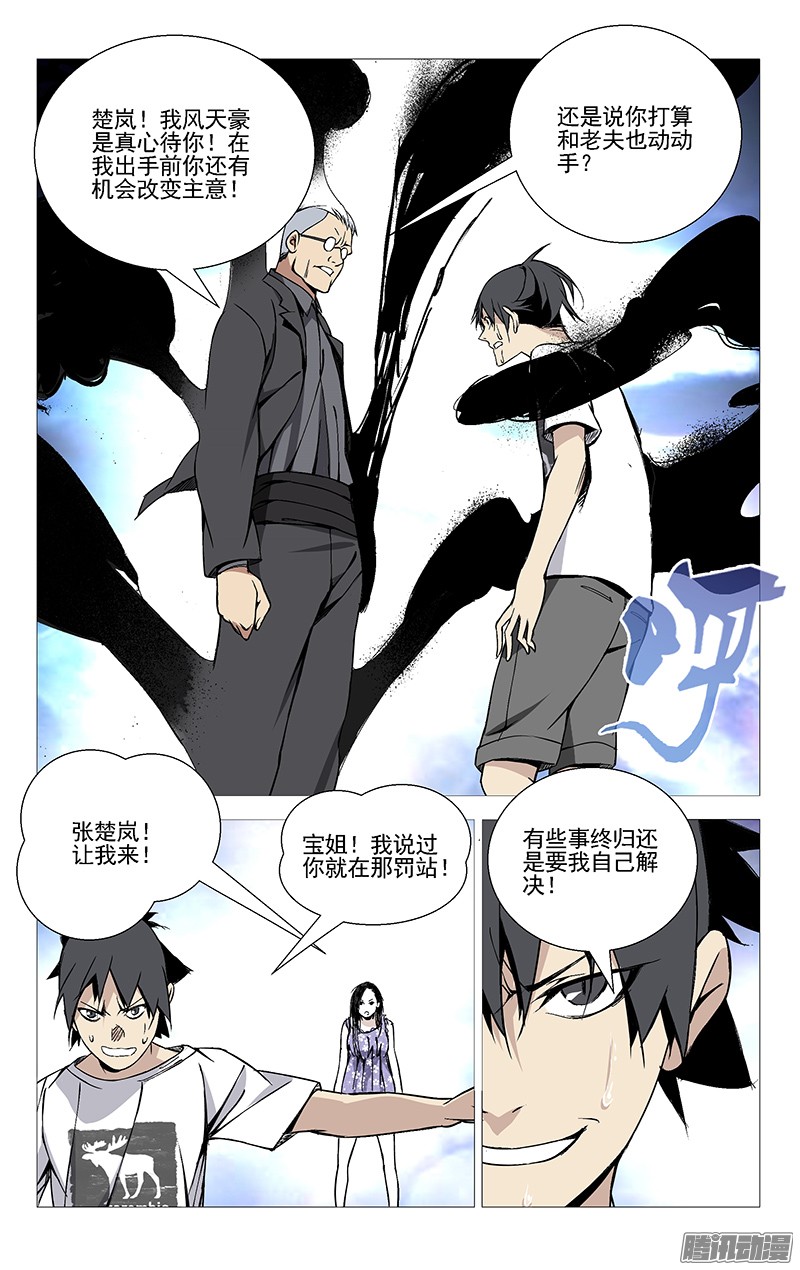 楚岚！我风天豪
是真心待你！在
我出手前你还有
机会改变主意！
还是说你打算
和老夫也动动
手？
呼
张楚岚！
让我来！
宝姐！我说过
你就在那罚站！
有些事终归还
是要我自己解
决！
腾讯动漫